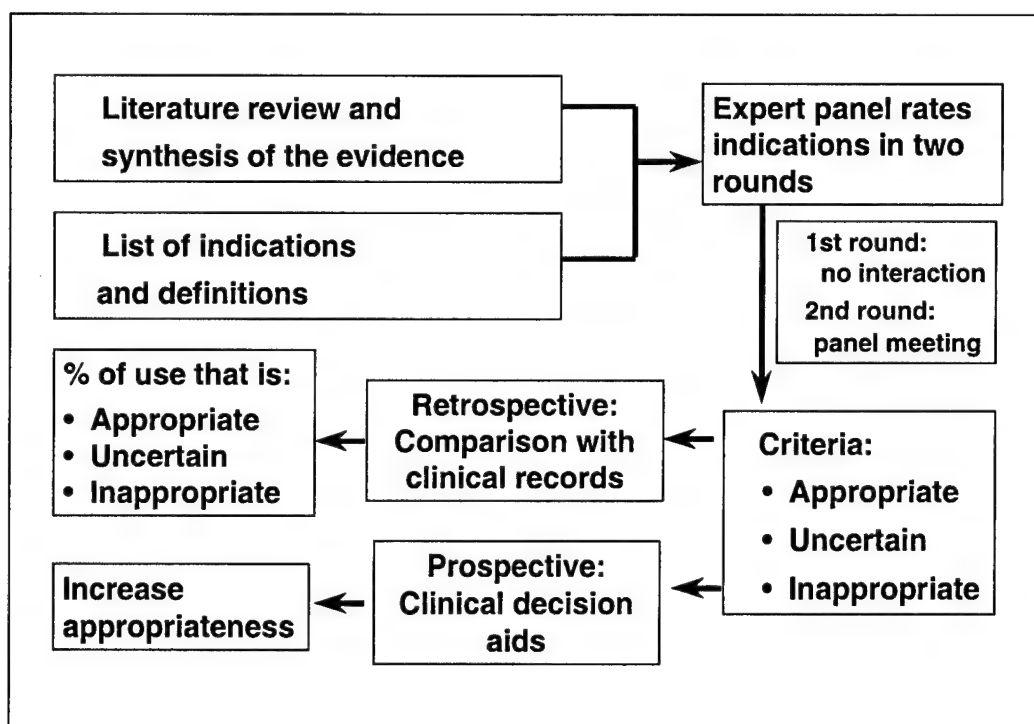 Literature review and
synthesis of the evidence
List of indications
and definitions
Expert panel rates
indications in two
rounds
1st round:
no interaction
2nd round:
panel meeting
Criteria:
• Appropriate
• Uncertain
• Inappropriate
Retrospective:
Comparison with
clinical records
% of use that is:
• Appropriate
• Uncertain
• Inappropriate
Prospective:
Clinical decision
aids
Increase
appropriateness